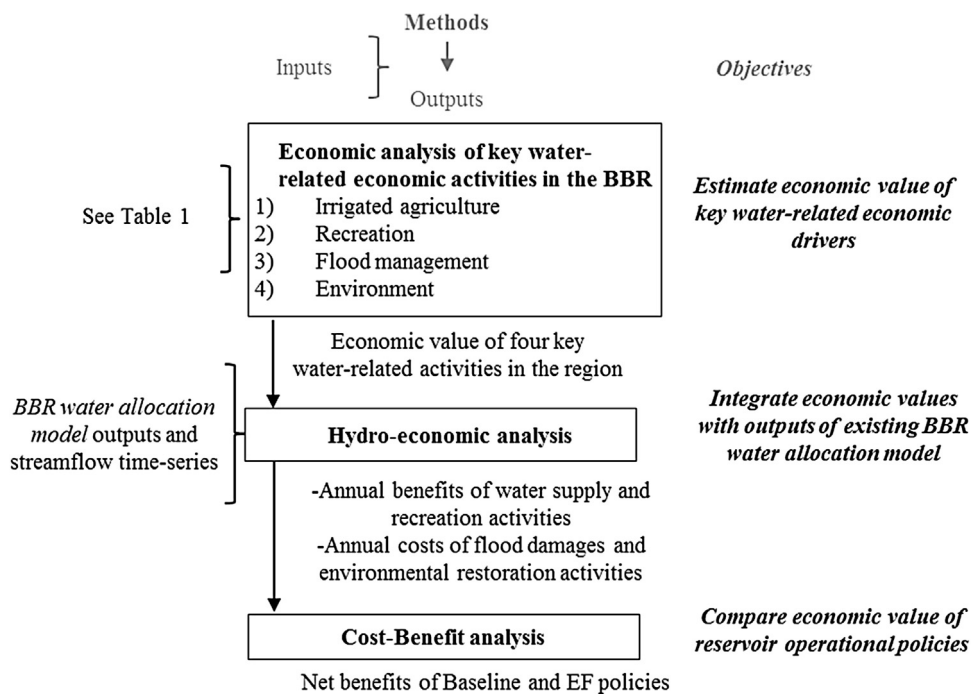 Methods
Inputs
Objectives
Outputs
Economic analysis of key water-
related economic activities in the BBR
1) Irrigated agriculture
2) Recreation
3) Flood management
4) Environment
See Table 1
Estimate economic value of
key water-related economic
drivers
Economic value of four key
water-related activities in the region
BBR water allocation
model outputs and
streamflow time-series
Hydro-economic analysis
Integrate economic values
with outputs of existing BBR
water allocation model
-Annual benefits of water supply and
recreation activities
-Annual costs of flood damages and
environmental restoration activities
Cost-Benefit analysis
Compare economic value of
reservoir operational policies
Net benefits of Baseline and EF policies